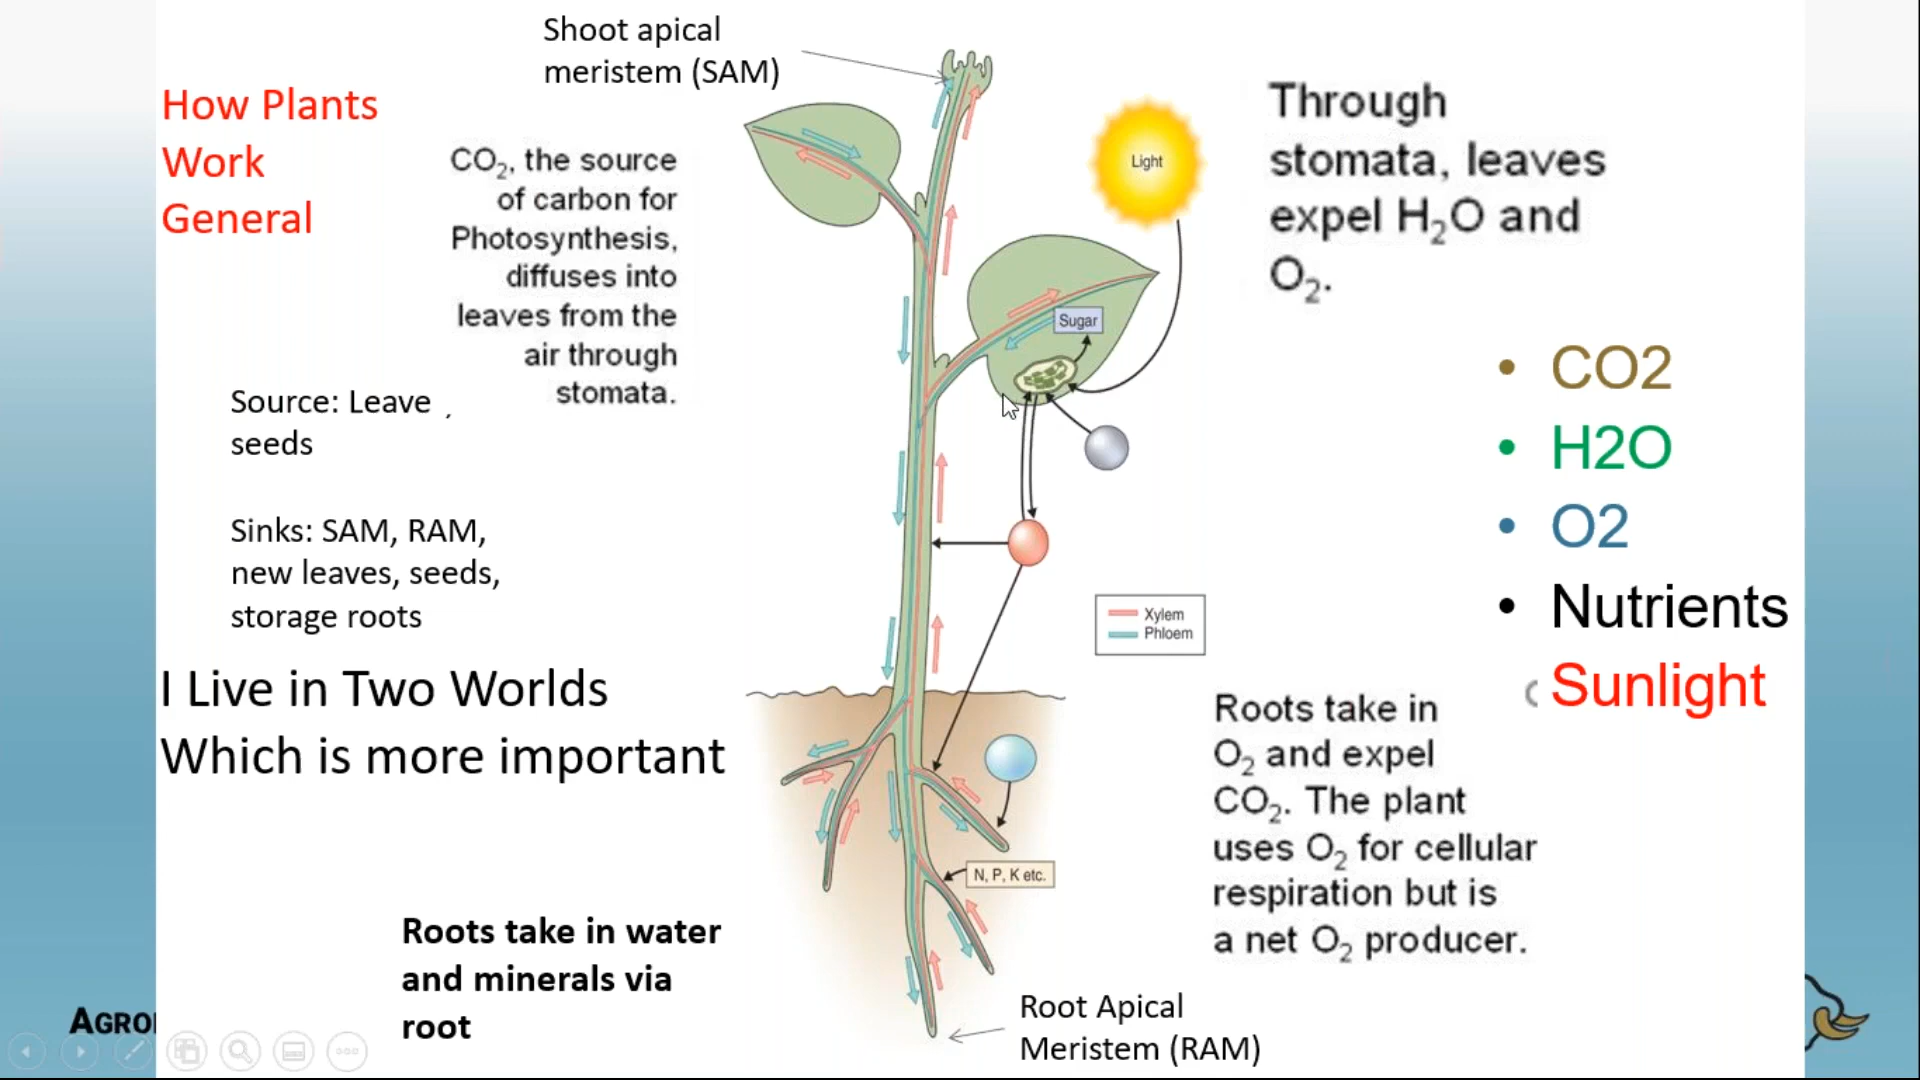 Shoot apical
meristem (SAM)
How Plants
Work
General
CO₂, the source
of carbon for
Photosynthesis,
diffuses into
leaves from the
air through
stomata.
Light
Through
stomata, leaves
expel H₂O and
O₂.
Sugar
Source: Leave ,
seeds
Sinks: SAM, RAM,
new leaves, seeds,
storage roots
• CO2
• H2O
• O2
• Nutrients
Sunlight
Xylem
Phloem
I Live in Two Worlds
Which is more important
Roots take in
O₂ and expel
CO₂. The plant
uses O₂ for cellular
respiration but is
a net O₂ producer.
N, P, K etc.
Roots take in water
and minerals via
root
Root Apical
Meristem (RAM)